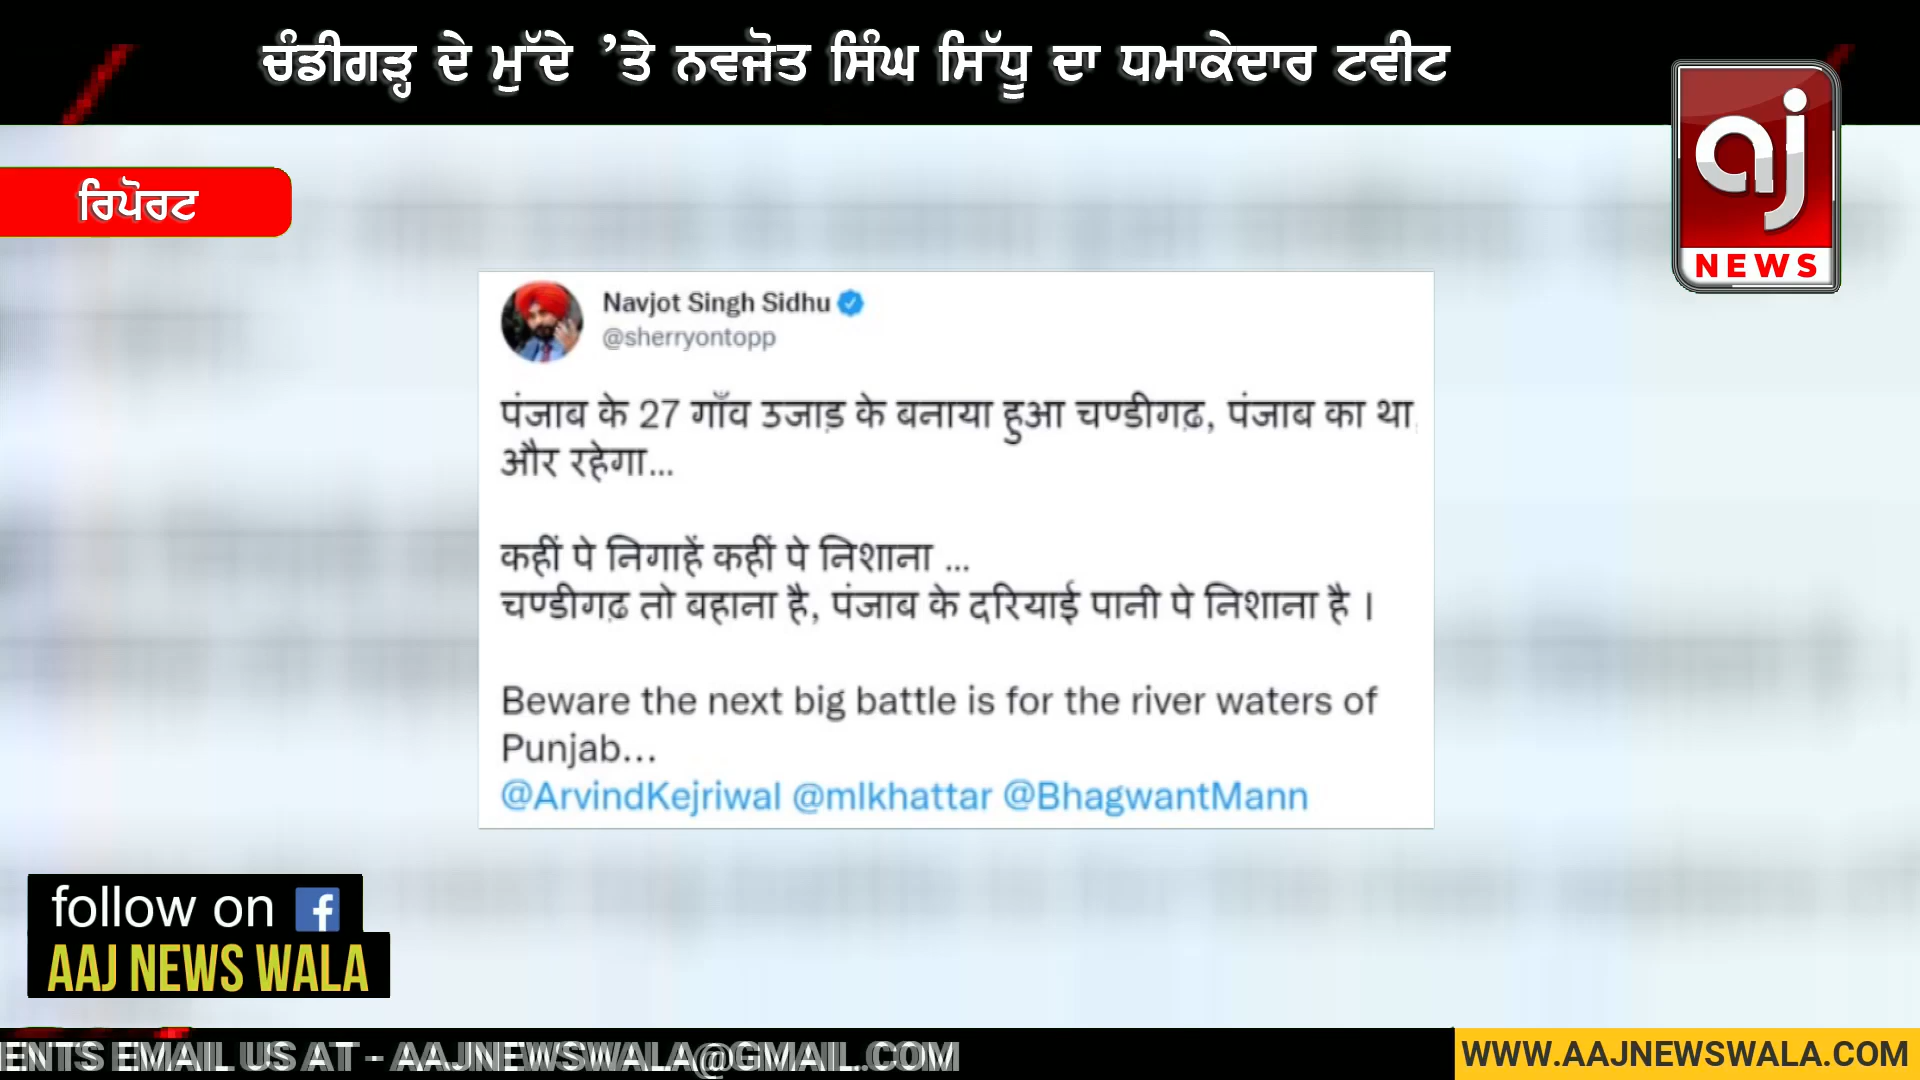 ਚੰਡੀਗੜ੍ਹ ਦੇ ਮੁੱਦੇ ’ਤੇ ਨਵਜੋਤ ਸਿੰਘ ਸਿੱਧੂ ਦਾ ਧਮਾਕੇਦਾਰ ਟਵੀਟ
aj
NEWS
ਰਿਪੋਰਟ
Navjot Singh Sidhu
@sherryontopp
पंजाब के 27 गाँव उजाड़ के बनाया हुआ चण्डीगढ़, पंजाब का था,
और रहेगा...
कहीं पे निगाहें कहीं पे निशाना ...
चण्डीगढ़ तो बहाना है, पंजाब के दरियाई पानी पे निशाना है ।
Beware the next big battle is for the river waters of
Punjab...
@ArvindKejriwal @mlkhattar @BhagwantMann
follow on
AAJ NEWS WALA
ENTS EMAIL US AT - AAJNEWSWALA@GMAIL.COM
WWW.AAJNEWSWALA.COM